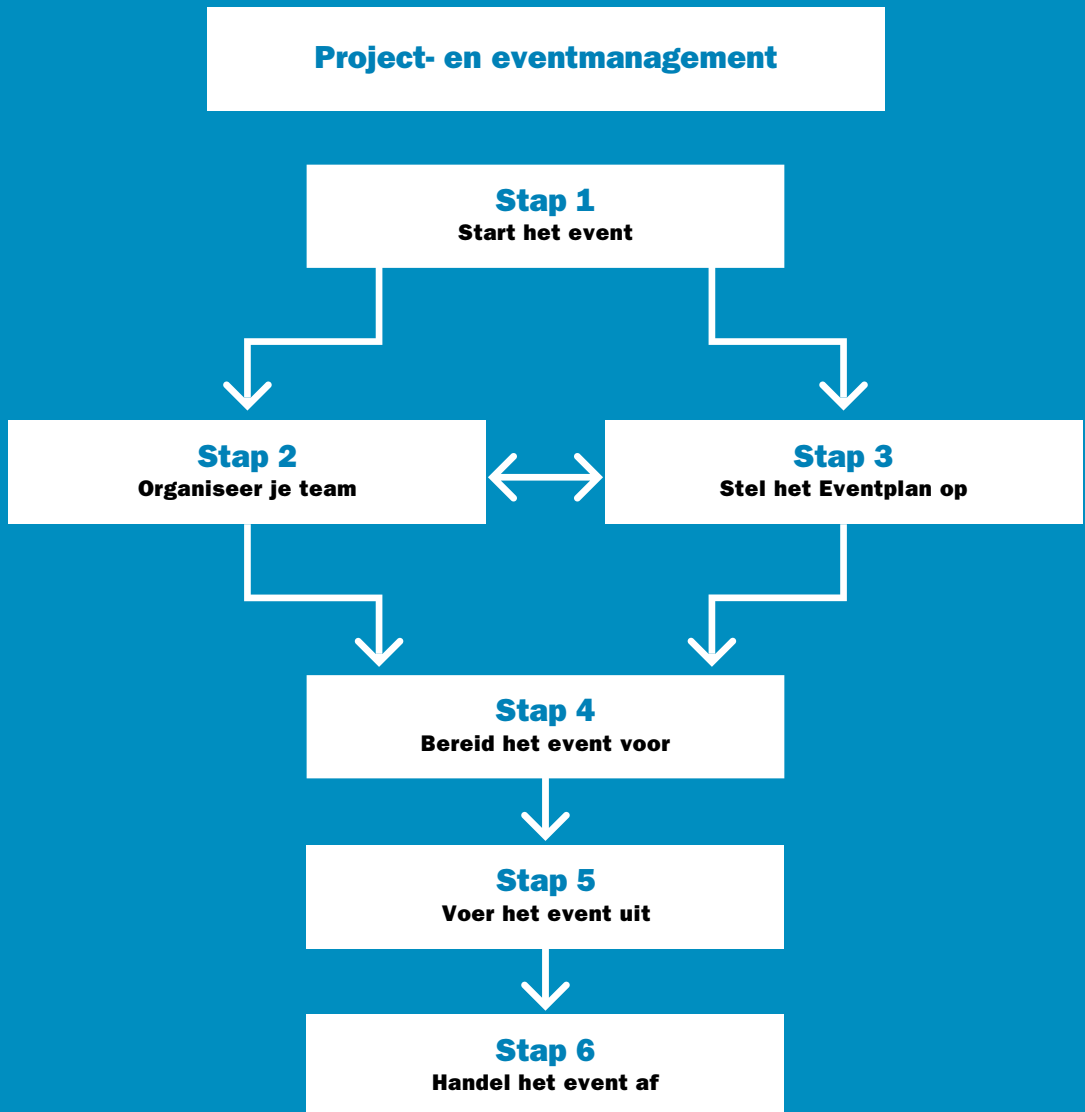 Project- en eventmanagement
Stap 1
Start het event
Stap 2
Organiseer je team
Stap 3
Stel het Eventplan op
Stap 4
Bereid het event voor
Stap 5
Voer het event uit
Stap 6
Handel het event af